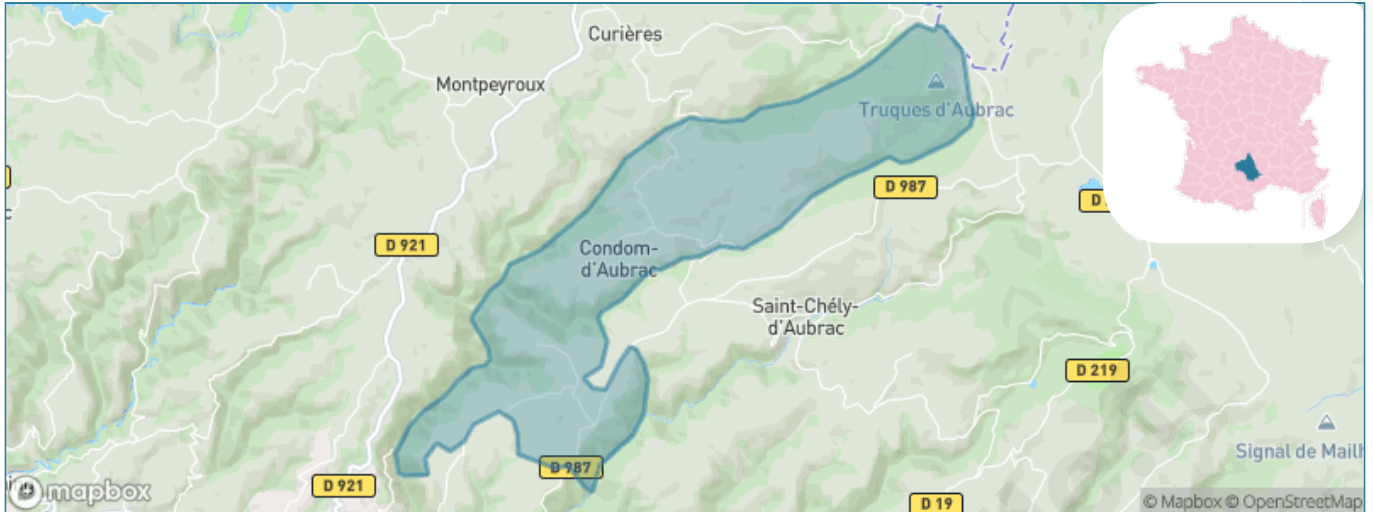 Curières
Montpeyroux
Truques d'Aubrac
D 987
D
D 921
Condom-
d'Aubrac
Saint-Chély-
d'Aubrac
D 219
Signal de Mailh
D 987
D 921
D 19
mapbox
© Mapbox © OpenStreetMap